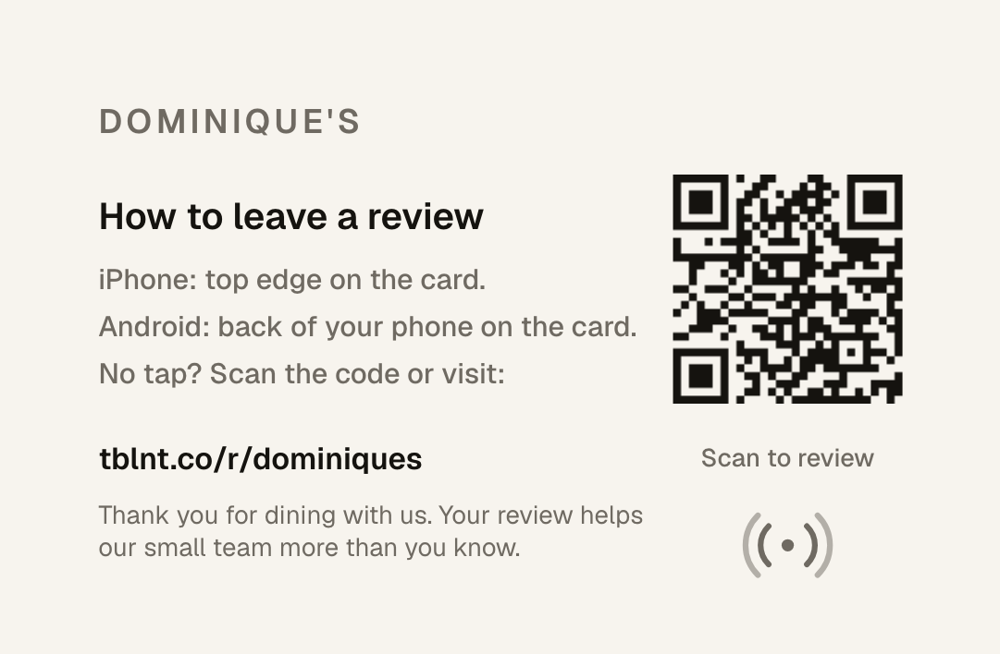 DOMINIQUE'S
How to leave a review
iPhone: top edge on the card.
Android: back of your phone on the card.
No tap? Scan the code or visit:
tblnt.co/r/dominiques
Thank you for dining with us. Your review helps
our small team more than you know.
Scan to review